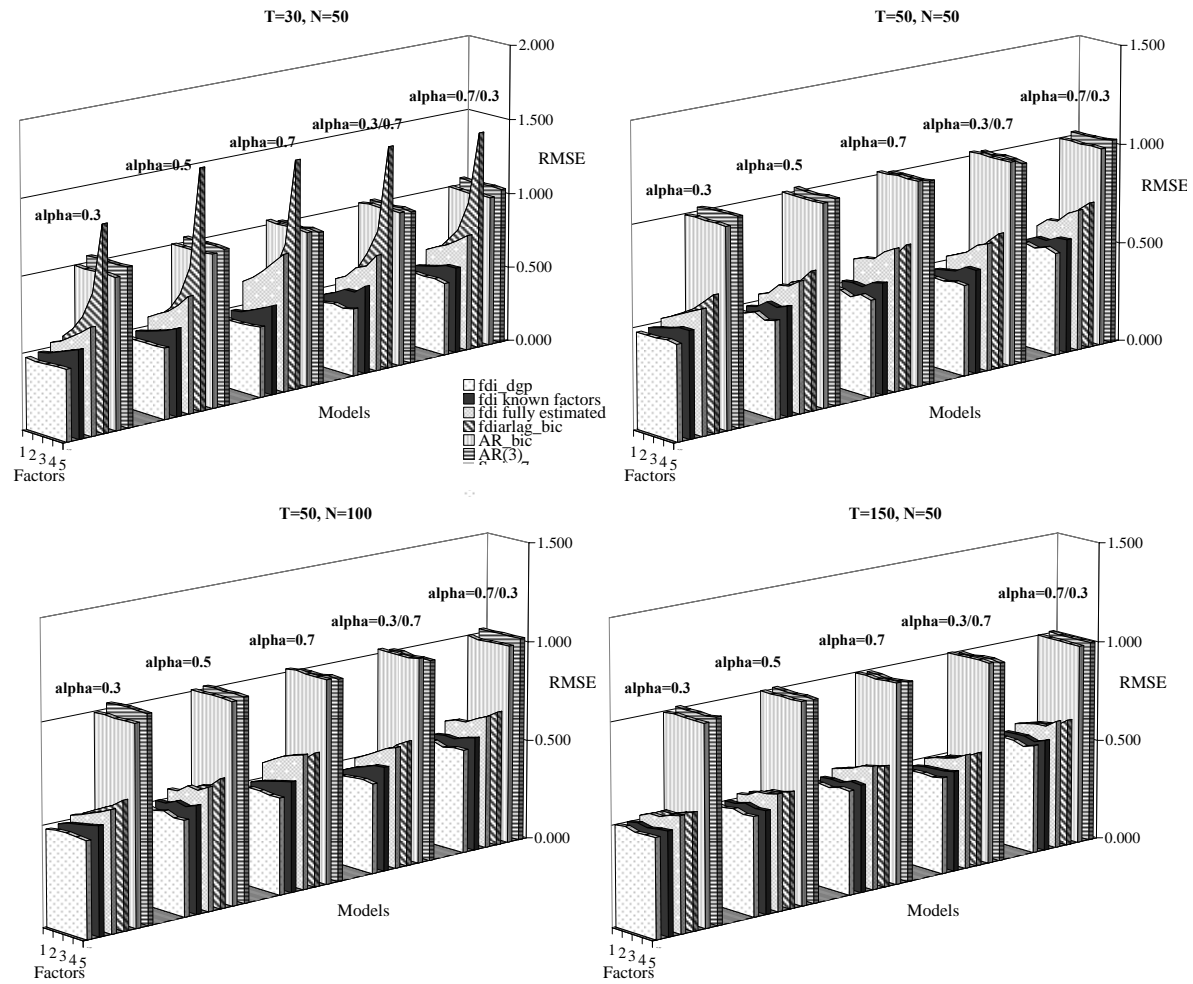 T=30, N=50
2.000
1.500
1.000
0.500
0.000
RMSE
alpha=0.3
alpha=0.5
alpha=0.7
alpha=0.3/0.7
alpha=0.7/0.3
1 2 3 4 5
Factors
Models
fdi_dgp
fdi known factors
fdi fully estimated
fdiarlag_bic
AR_bic
AR(3)
T=50, N=50
1.500
1.000
0.500
0.000
RMSE
alpha=0.3
alpha=0.5
alpha=0.7
alpha=0.3/0.7
alpha=0.7/0.3
1 2 3 4 5
Factors
Models
T=50, N=100
1.500
1.000
0.500
0.000
RMSE
alpha=0.3
alpha=0.5
alpha=0.7
alpha=0.3/0.7
alpha=0.7/0.3
1 2 3 4 5
Factors
Models
T=150, N=50
1.500
1.000
0.500
0.000
RMSE
alpha=0.3
alpha=0.5
alpha=0.7
alpha=0.3/0.7
alpha=0.7/0.3
1 2 3 4 5
Factors
Models